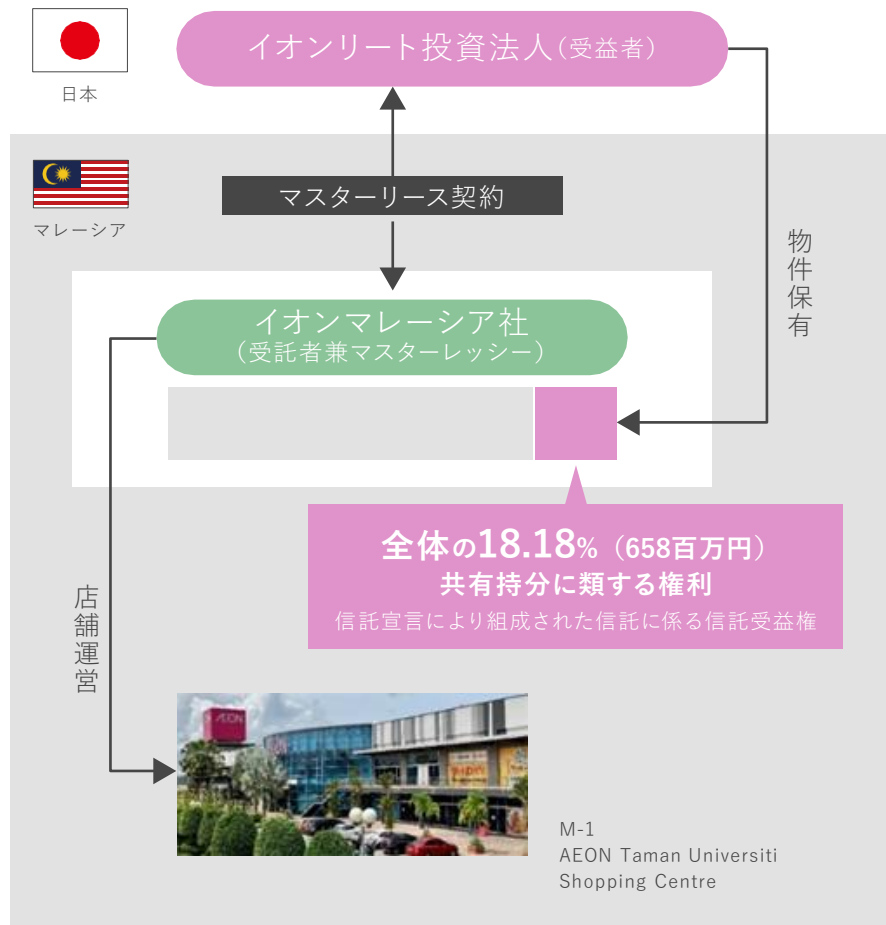 日本
イオンリート投資法人（受益者）
マレーシア
マスターリース契約
物件保有
イオンマレーシア社
（受託者兼マスターレッシー）
全体の18.18%（658百万円）
共有持分に類する権利
信託宣言により組成された信託に係る信託受益権
店舗運営
AEON
M-1
AEON Taman Universiti
Shopping Centre